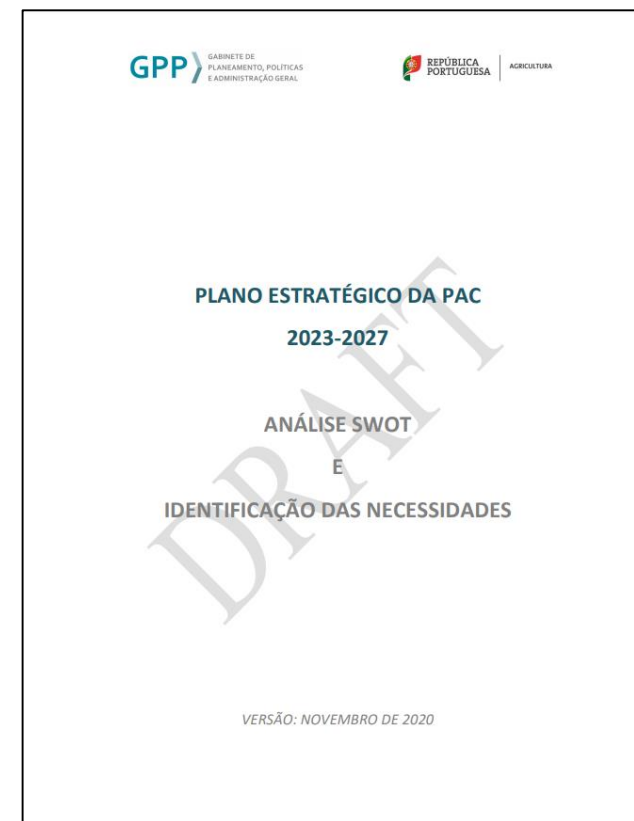 GPP
GABINETE DE
PLANEAMENTO, POLÍTICAS
E ADMINISTRAÇÃO GERAL
REPÚBLICA
PORTUGUESA
AGRICULTURA
PLANO ESTRATÉGICO DA PAC
2023-2027
ANÁLISE SWOT
E
IDENTIFICAÇÃO DAS NECESSIDADES
DRAFT
VERSÃO: NOVEMBRO DE 2020